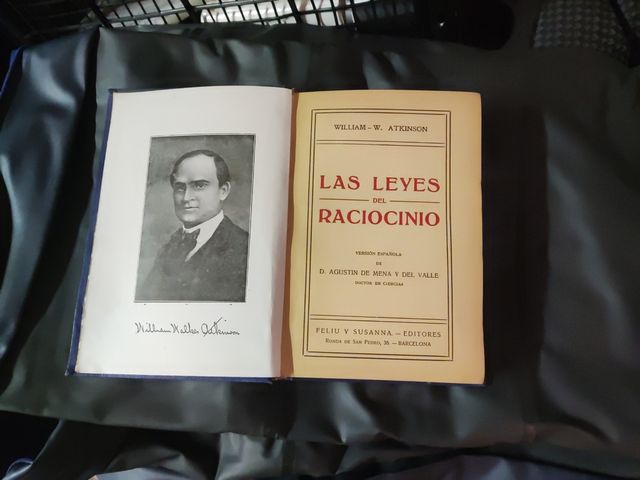 William Walker Atkinson
WILLIAM-W. ATKINSON
LAS LEYES
DEL
RACIOCINIO
VERSIÓN ESPAÑOLA
DE
D. AGUSTIN DE MENA Y DEL VALLE
DOCTOR EN CIENCIAS
FELIU Y SUSANNA.—EDITORES
RONDA DE SAN PEDRO, 36.—BARCELONA